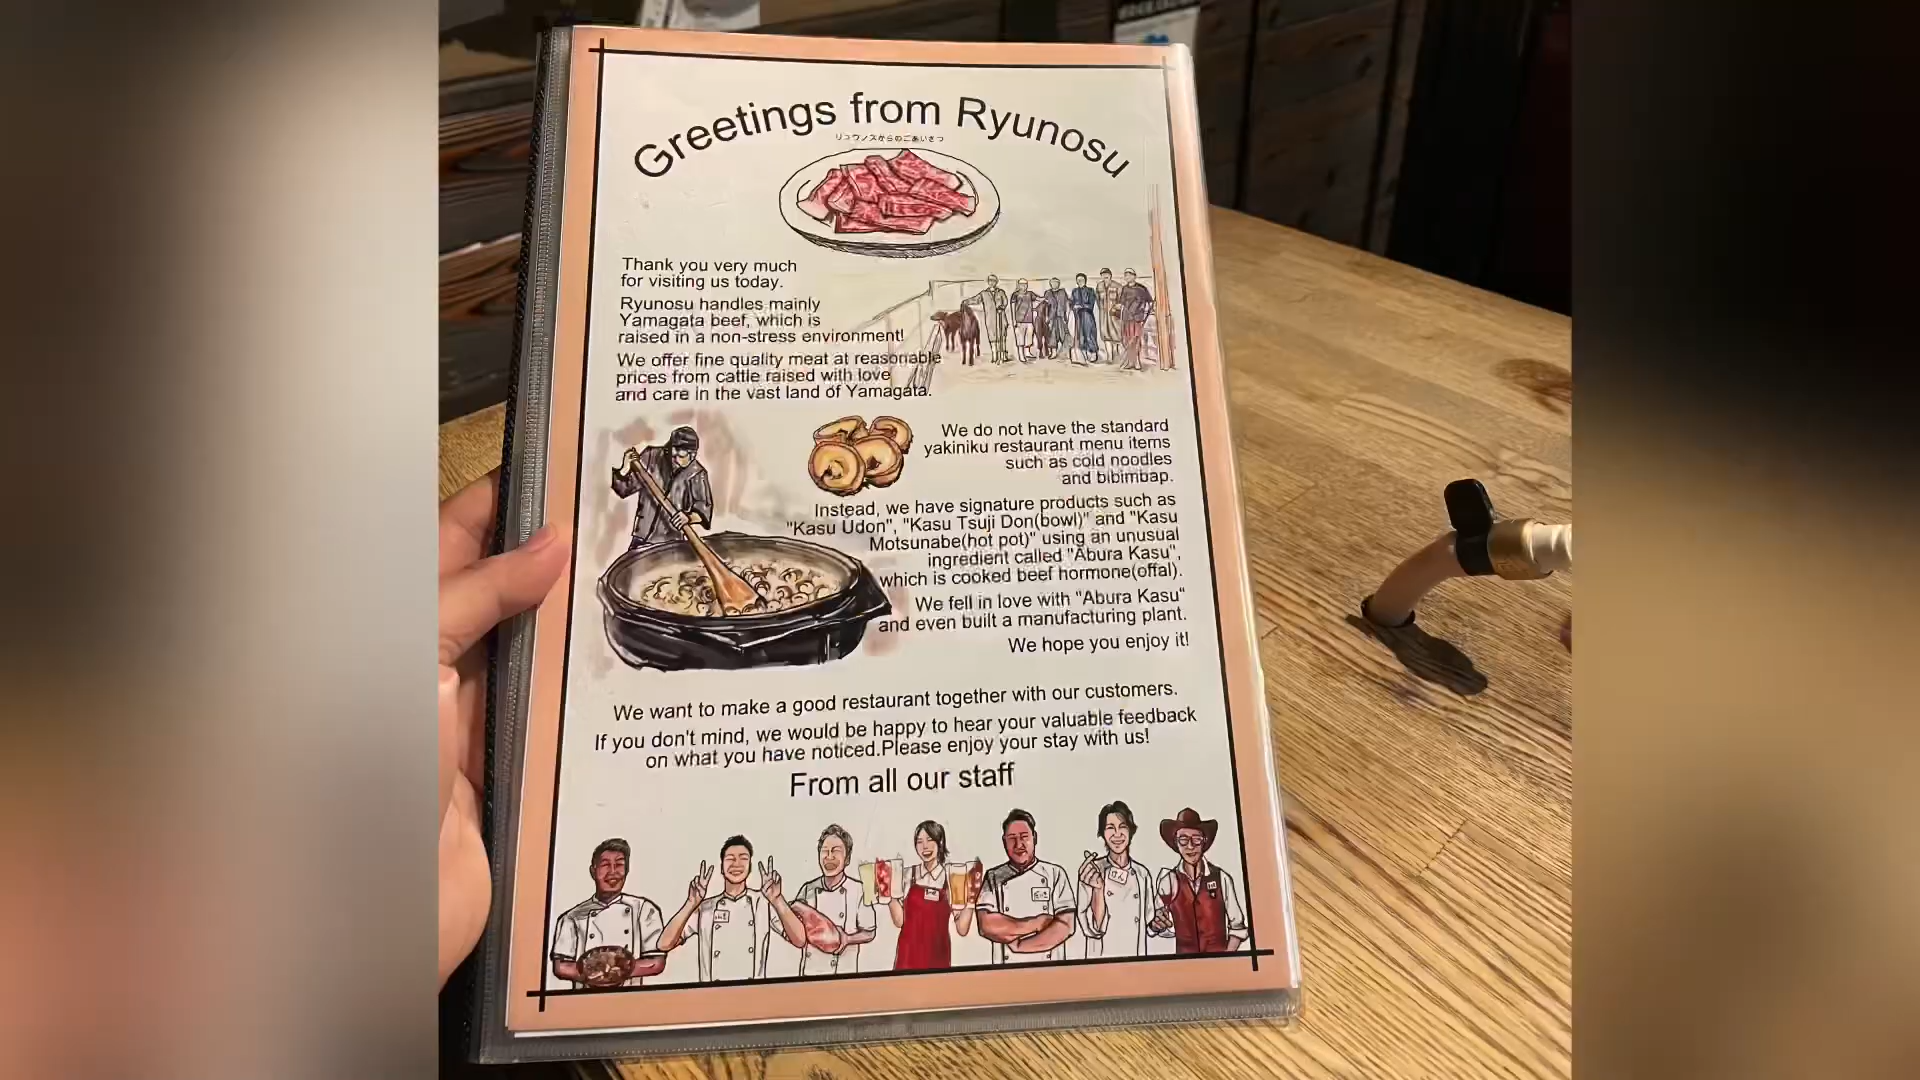 Greetings from Ryunosu
リュウノスからのごあいさつ
Thank you very much
for visiting us today.
Ryunosu handles mainly
Yamagata beef, which is
raised in a non-stress environment!
We offer fine quality meat at reasonable
prices from cattle raised with love
and care in the vast land of Yamagata.
We do not have the standard
yakiniku restaurant menu items
such as cold noodles
and bibimbap.
Instead, we have signature products such as
"Kasu Udon", "Kasu Tsuji Don(bowl)" and "Kasu
Motsunabe(hot pot)" using an unusual
ingredient called "Abura Kasu",
which is cooked beef hormone(offal).
We fell in love with "Abura Kasu"
and even built a manufacturing plant.
We hope you enjoy it!
We want to make a good restaurant together with our customers.
If you don't mind, we would be happy to hear your valuable feedback
on what you have noticed.Please enjoy your stay with us!
From all our staff